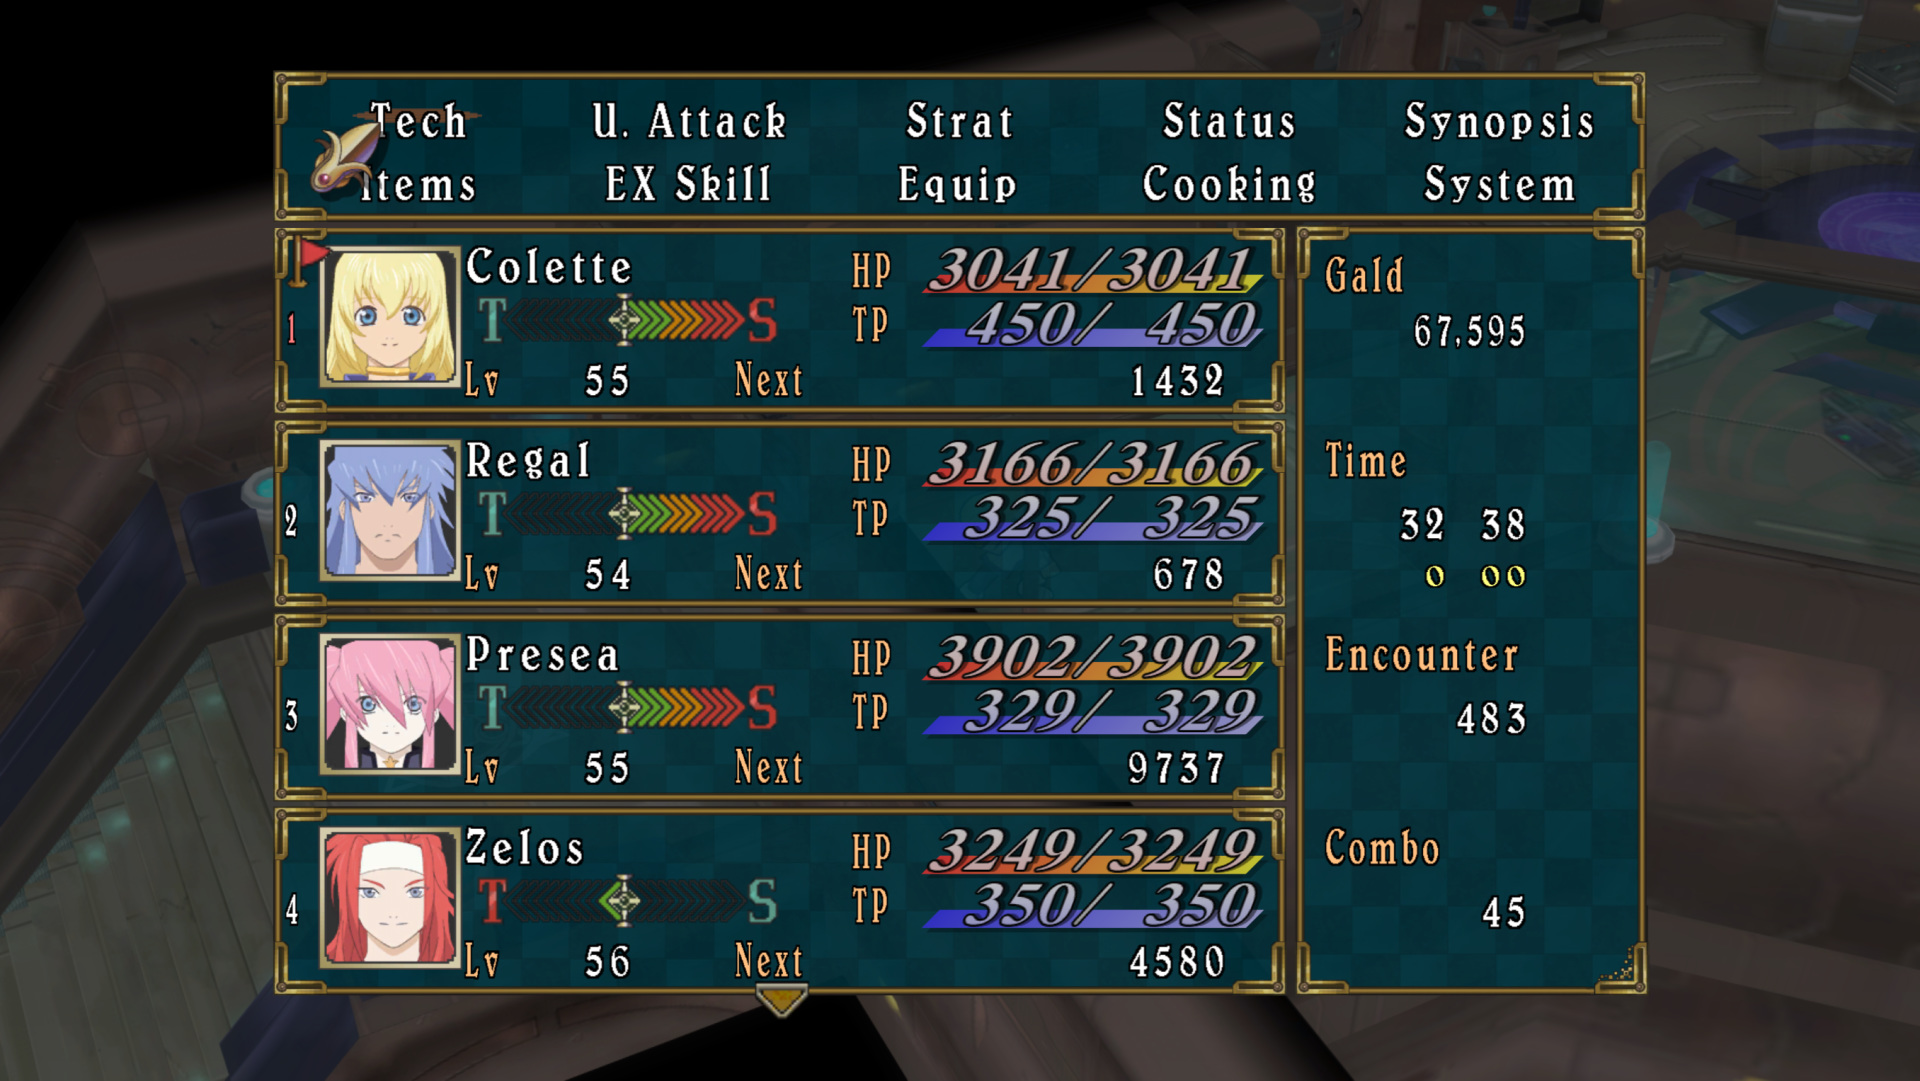 Tech U. Attack Strat Status Synopsis
Items EX Skill Equip Cooking System
1
Colette
T S
Lv 55 Next 1432
HP 3041/3041
TP 450/ 450
2
Regal
T S
Lv 54 Next 678
HP 3166/3166
TP 325/ 325
3
Presea
T S
Lv 55 Next 9737
HP 3902/3902
TP 329/ 329
4
Zelos
T S
Lv 56 Next 4580
HP 3249/3249
TP 350/ 350
Gald
67,595
Time
32 38
0 00
Encounter
483
Combo
45